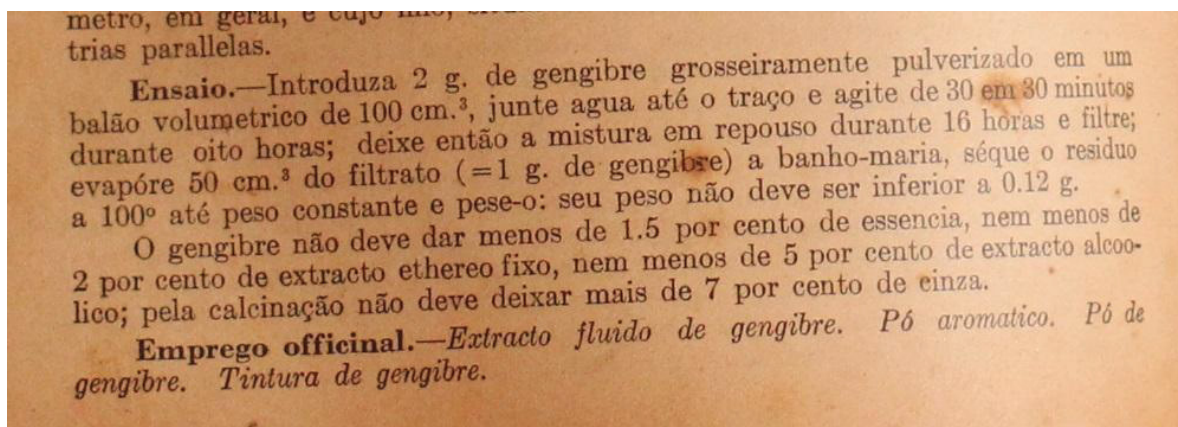 metro, em geral, e cujo
trias parallelas.
Ensaio.—Introduza 2 g. de gengibre grosseiramente pulverizado em um
balão volumetrico de 100 cm.³, junte agua até o traço e agite de 30 em 30 minutos
durante oito horas; deixe então a mistura em repouso durante 16 horas e filtre;
evapóre 50 cm.³ do filtrato (=1 g. de gengibre) a banho-maria, séque o residuo
a 100º até peso constante e pese-o: seu peso não deve ser inferior a 0.12 g.
O gengibre não deve dar menos de 1.5 por cento de essencia, nem menos de
2 por cento de extracto ethereo fixo, nem menos de 5 por cento de extracto alcoo-
lico; pela calcinação não deve deixar mais de 7 por cento de cinza.
Emprego officinal.—Extracto fluido de gengibre. Pó aromatico. Pó de
gengibre. Tintura de gengibre.